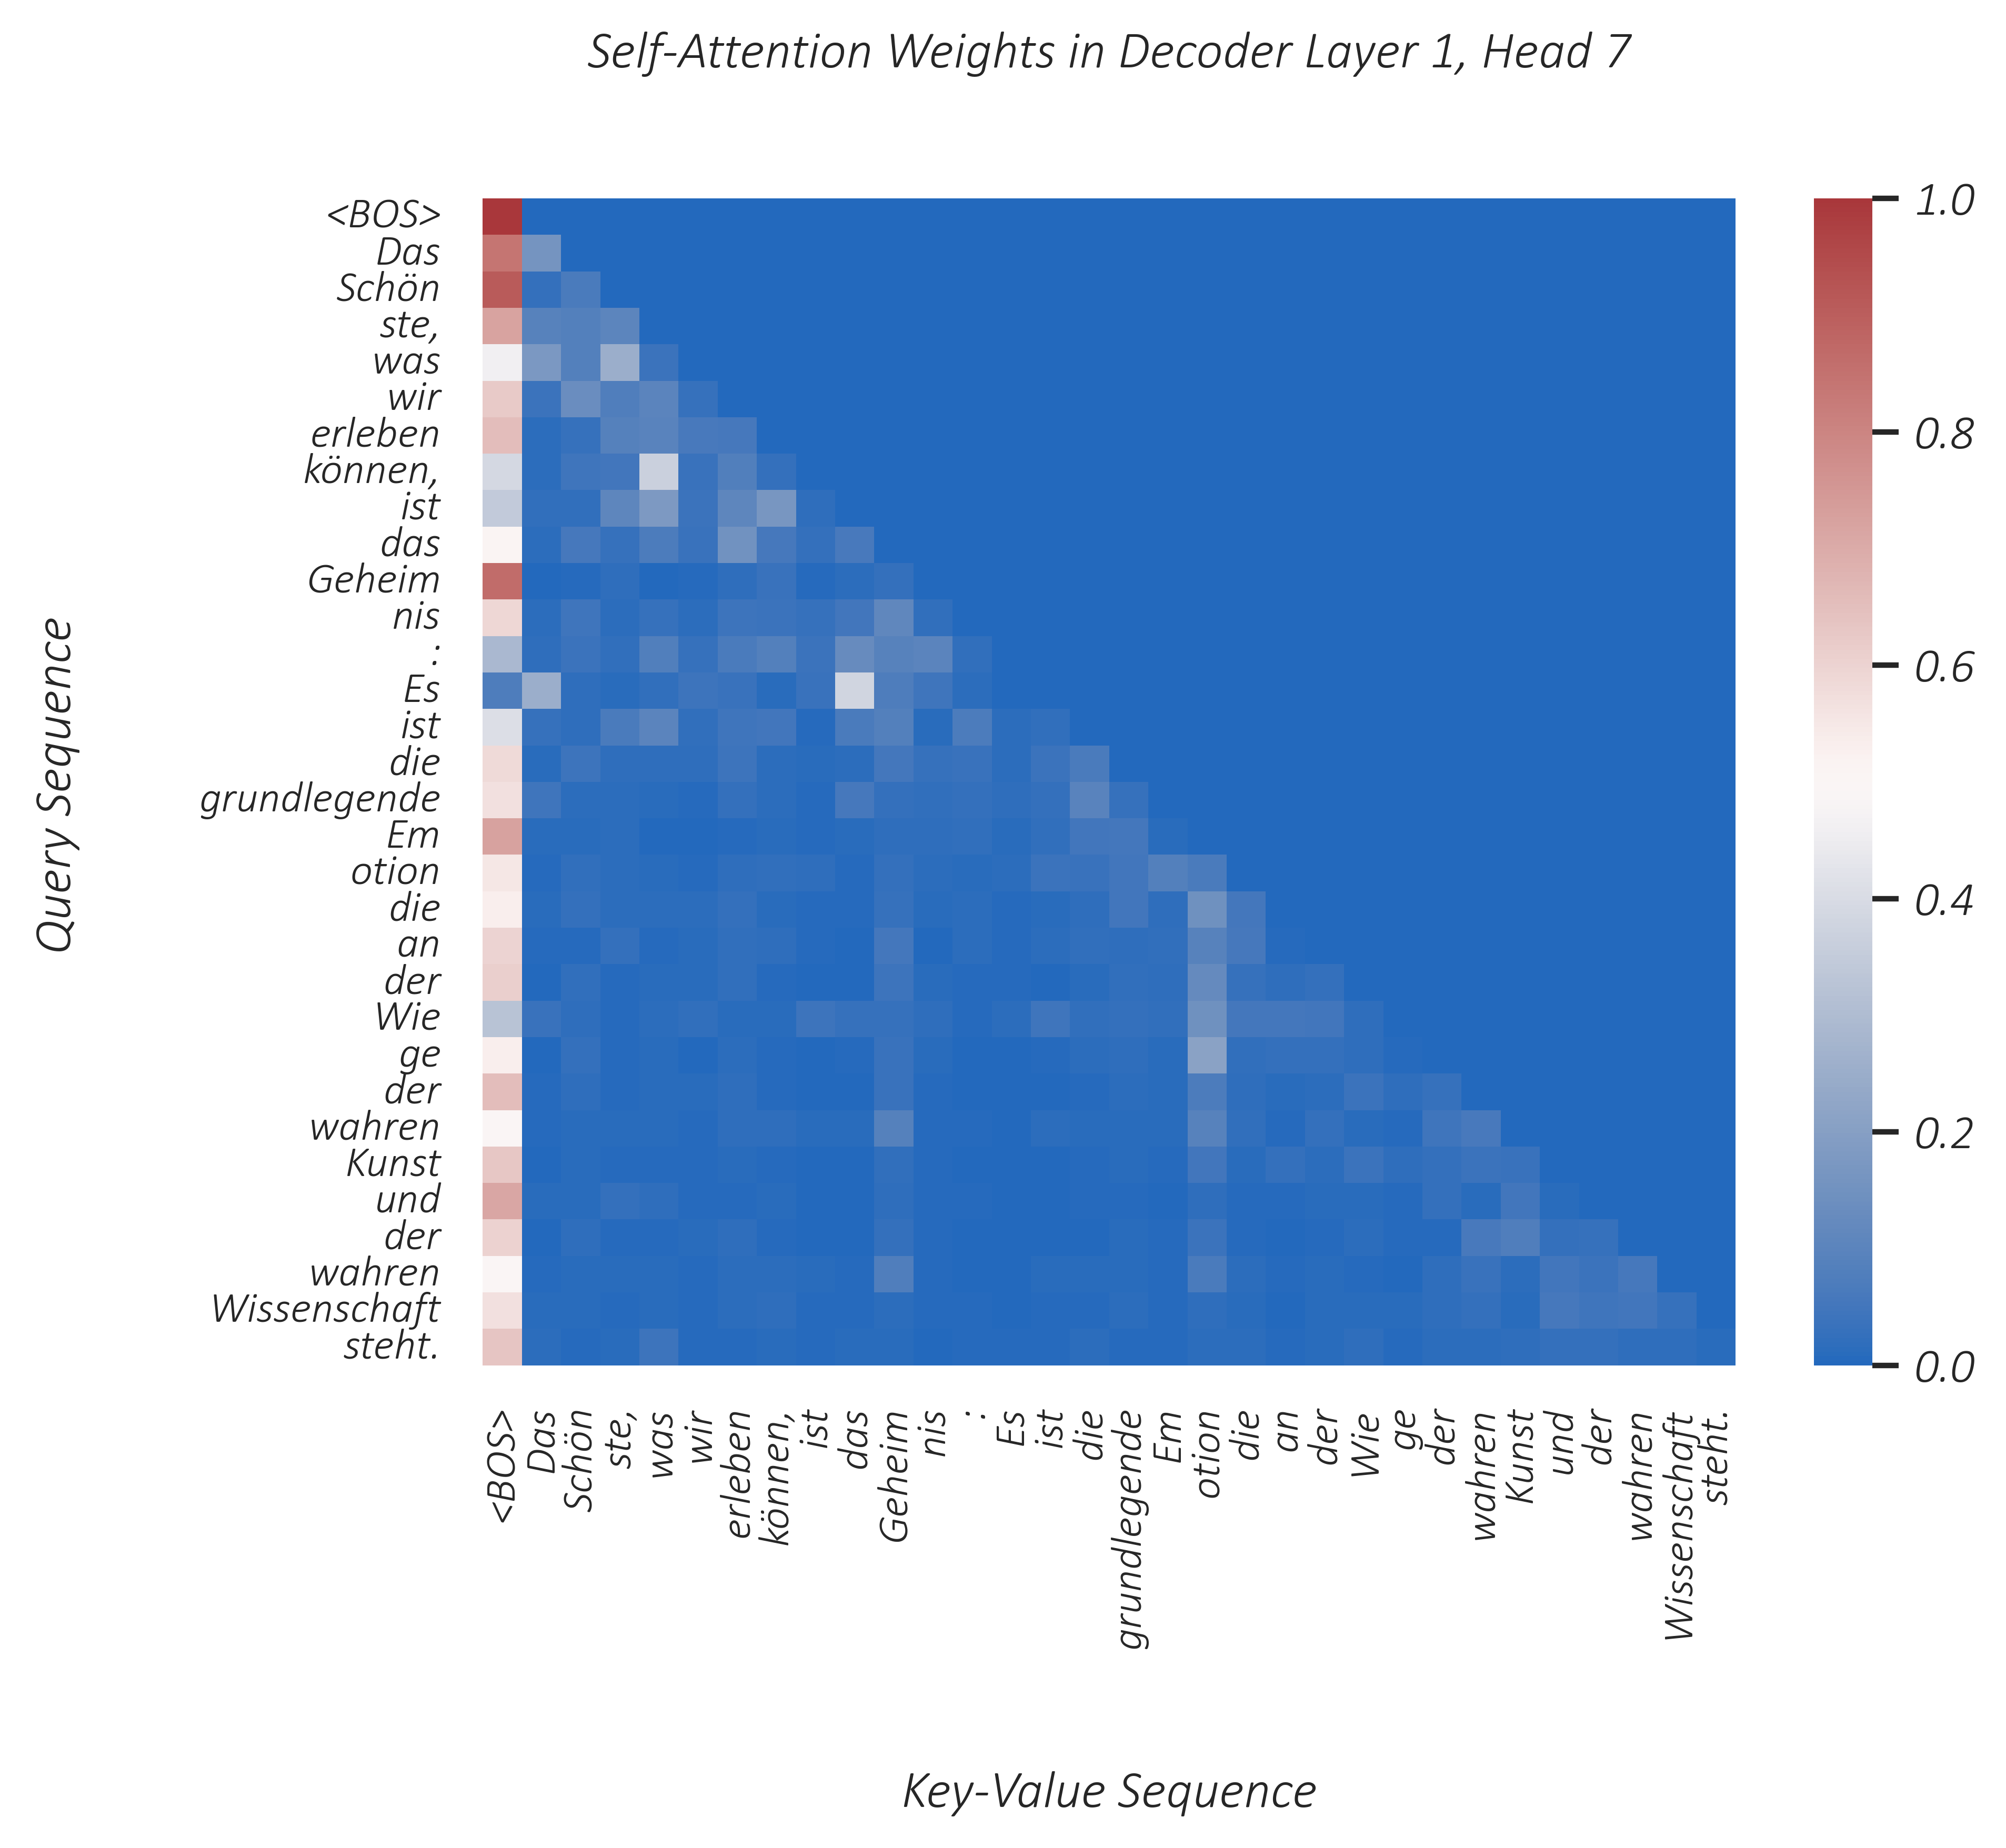 Self-Attention Weights in Decoder Layer 1, Head 7
Query Sequence
<BOS>
Das
Schön
ste,
was
wir
erleben
können,
ist
das
Geheim
nis
:
Es
ist
die
grundlegende
Em
otion
die
an
der
Wie
ge
der
wahren
Kunst
und
der
wahren
Wissenschaft
steht.
1.0
0.8
0.6
0.4
0.2
0.0
<BOS>
Das
Schön
ste,
was
wir
erleben
können,
ist
das
Geheim
nis
:
Es
ist
die
grundlegende
Em
otion
die
an
der
Wie
ge
der
wahren
Kunst
und
der
wahren
Wissenschaft
steht.
Key-Value Sequence